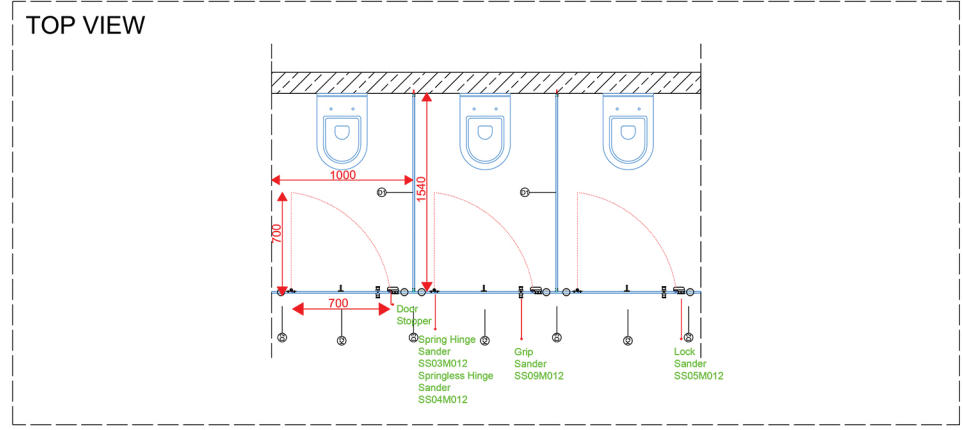 TOP VIEW
1000
1540
700
700
Door
Stopper
Spring Hinge
Sander
SS03M012
Springless Hinge
Sander
SS04M012
Grip
Sander
SS09M012
Lock
Sander
SS05M012